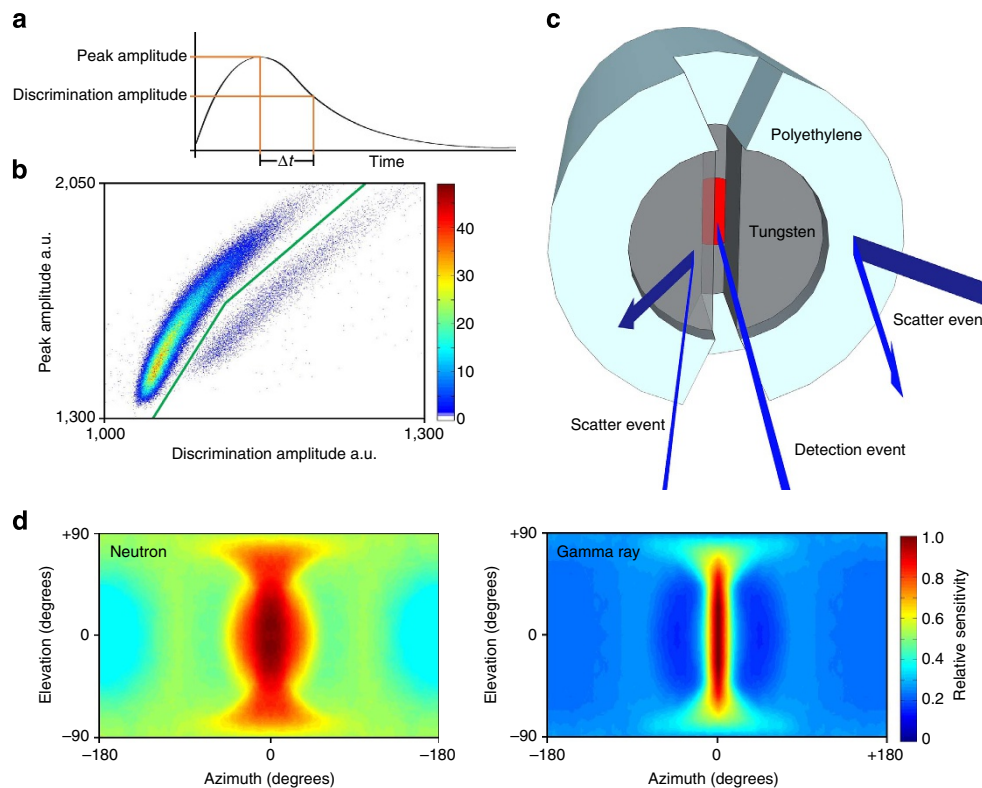 a
Peak amplitude
Discrimination amplitude
Δt
Time
b
2,050
Peak amplitude a.u.
1,300
1,000
1,300
Discrimination amplitude a.u.
40
30
20
10
0
c
Polyethylene
Tungsten
Scatter even
Scatter event
Detection event
d
+90
Neutron
Elevation (degrees)
0
−90
−180
0
−180
Azimuth (degrees)
+90
Gamma ray
Elevation (degrees)
0
−90
−180
0
+180
Azimuth (degrees)
1.0
0.8
0.6
0.4
0.2
0
Relative sensitivity